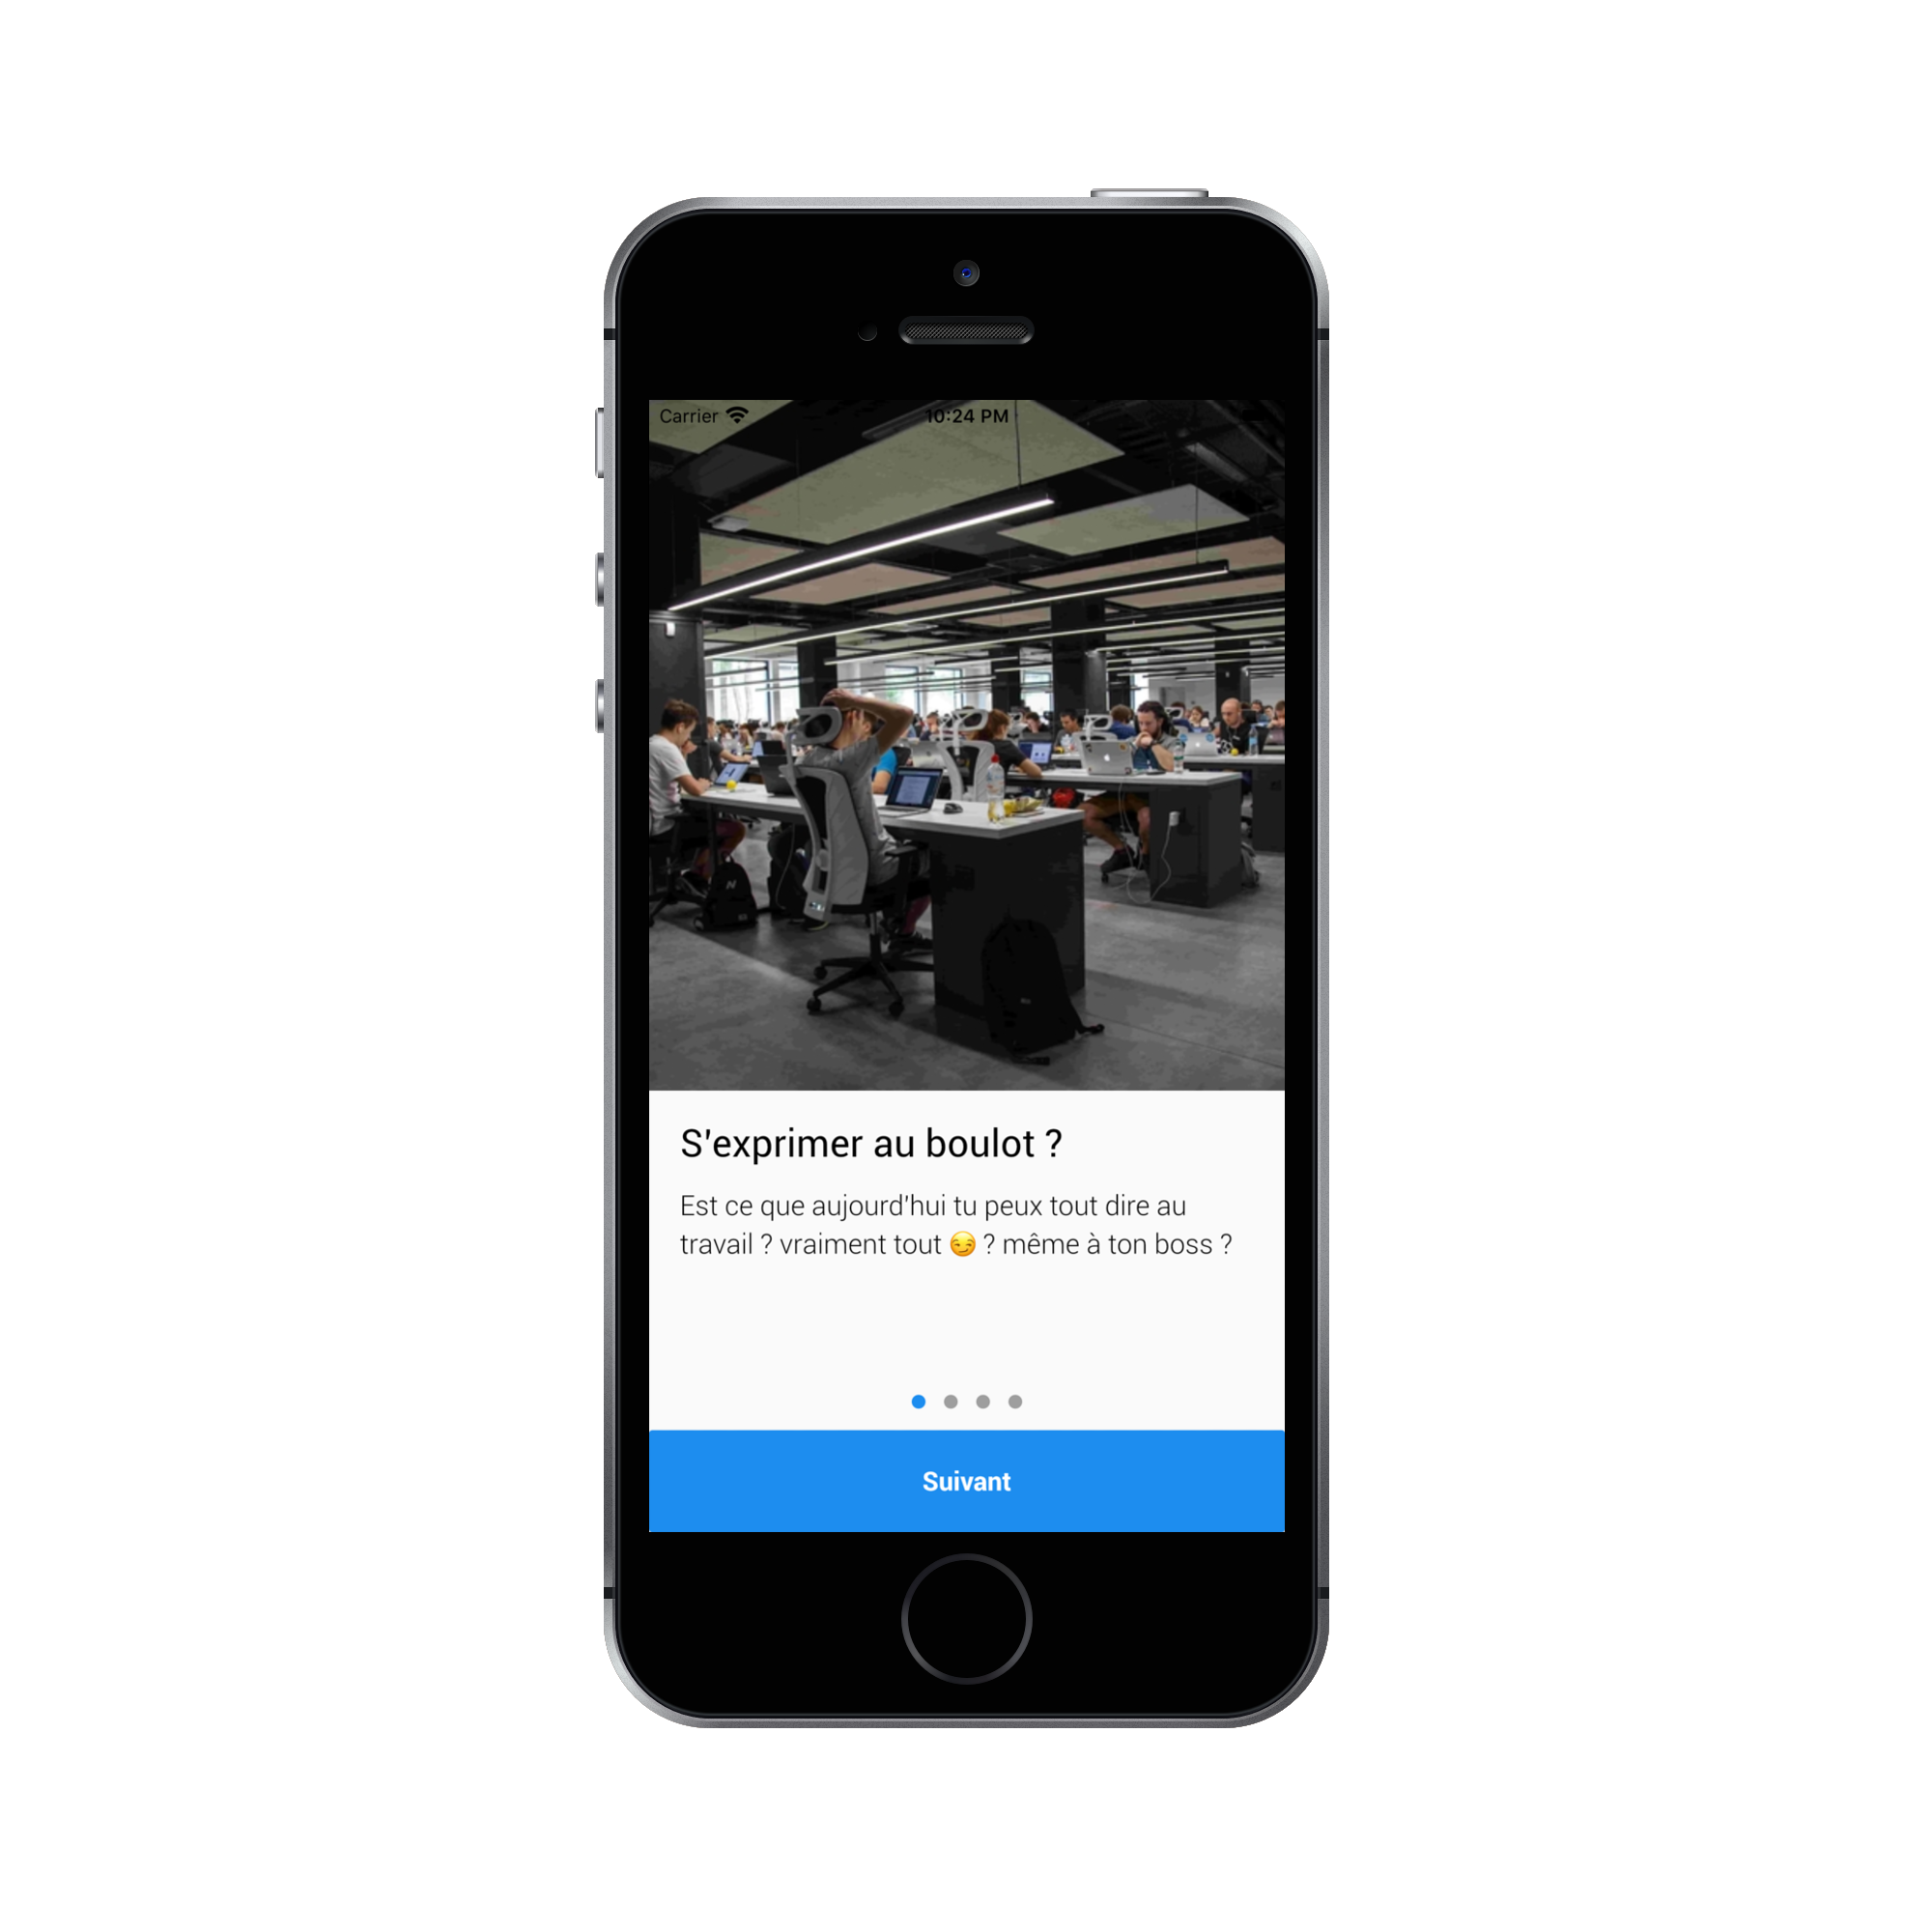 Carrier 10:24 PM
S'exprimer au boulot ?
Est ce que aujourd'hui tu peux tout dire au
travail ? vraiment tout 😏 ? même à ton boss ?
Suivant